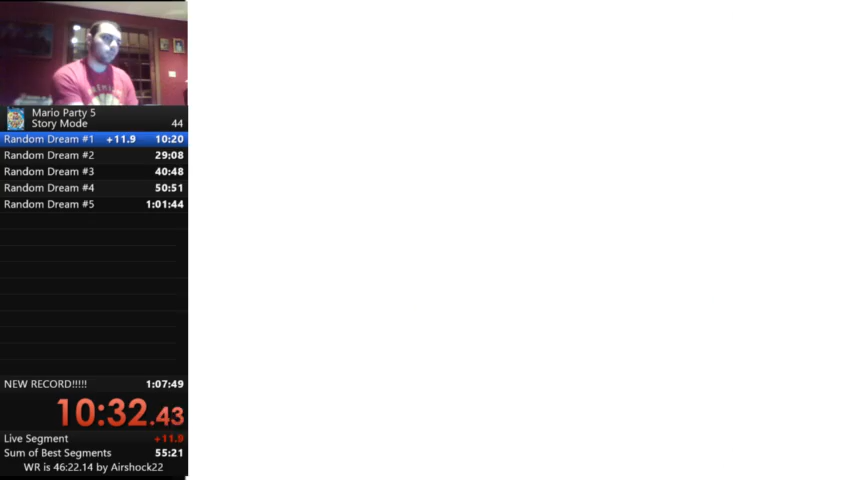 Mario Party 5
Story Mode 44
Random Dream #1 +11.9 10:20
Random Dream #2 29:08
Random Dream #3 40:48
Random Dream #4 50:51
Random Dream #5 1:01:44
NEW RECORD!!!!! 1:07:49
10:32.43
Live Segment +11.9
Sum of Best Segments 55:21
WR is 46:22.14 by Airshock22